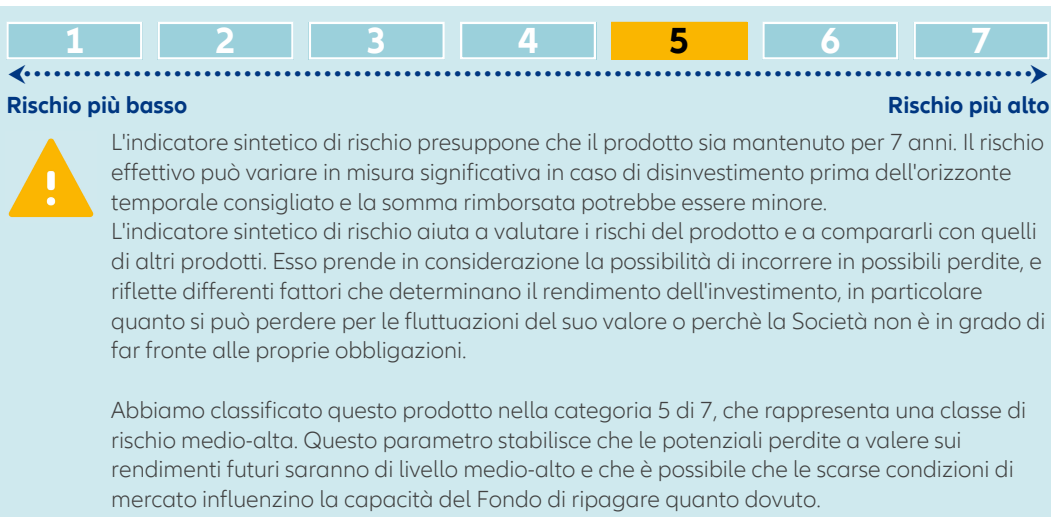 1 2 3 4 5 6 7
Rischio più basso Rischio più alto
L'indicatore sintetico di rischio presuppone che il prodotto sia mantenuto per 7 anni. Il rischio
effettivo può variare in misura significativa in caso di disinvestimento prima dell'orizzonte
temporale consigliato e la somma rimborsata potrebbe essere minore.
L'indicatore sintetico di rischio aiuta a valutare i rischi del prodotto e a compararli con quelli
di altri prodotti. Esso prende in considerazione la possibilità di incorrere in possibili perdite, e
riflette differenti fattori che determinano il rendimento dell'investimento, in particolare
quanto si può perdere per le fluttuazioni del suo valore o perchè la Società non è in grado di
far fronte alle proprie obbligazioni.
Abbiamo classificato questo prodotto nella categoria 5 di 7, che rappresenta una classe di
rischio medio-alta. Questo parametro stabilisce che le potenziali perdite a valere sui
rendimenti futuri saranno di livello medio-alto e che è possibile che le scarse condizioni di
mercato influenzino la capacità del Fondo di ripagare quanto dovuto.